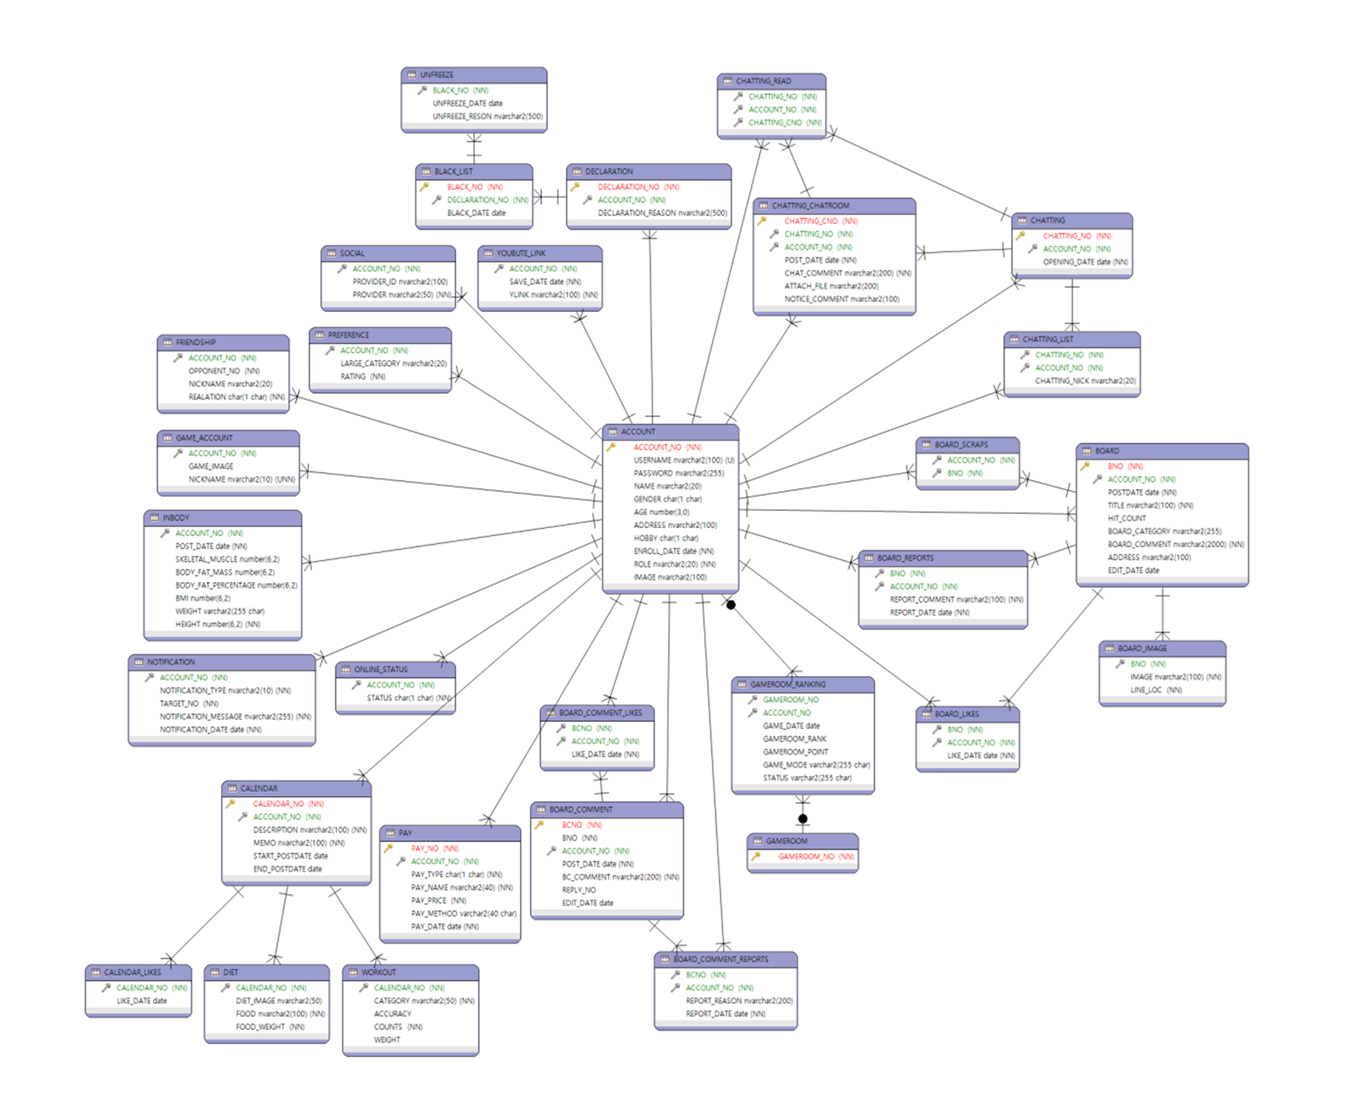 UNFREEZE
BLACK_NO (NN)
UNFREEZE_DATE date
UNFREEZE_RESON nvarchar2(500)
CHATTING_READ
CHATTING_NO (NN)
ACCOUNT_NO (NN)
CHATTING_CNO (NN)
BLACK_LIST
BLACK_NO (NN)
DECLARATION_NO (NN)
BLACK_DATE date
DECLARATION
DECLARATION_NO (NN)
ACCOUNT_NO (NN)
DECLARATION_REASON nvarchar2(500)
CHATTING_CHATROOM
CHATTING_CNO (NN)
CHATTING_NO (NN)
ACCOUNT_NO (NN)
POST_DATE date (NN)
CHAT_COMMENT nvarchar2(200) (NN)
ATTACH_FILE nvarchar2(200)
NOTICE_COMMENT nvarchar2(100)
CHATTING
CHATTING_NO (NN)
ACCOUNT_NO (NN)
OPENING_DATE date (NN)
SOCIAL
ACCOUNT_NO (NN)
PROVIDER_ID nvarchar2(100)
PROVIDER nvarchar2(50) (NN)
YOUBUTE_LINK
ACCOUNT_NO (NN)
SAVE_DATE date (NN)
YLINK nvarchar2(100) (NN)
CHATTING_LIST
CHATTING_NO (NN)
ACCOUNT_NO (NN)
CHATTING_NICK nvarchar2(20)
FRIENDSHIP
ACCOUNT_NO (NN)
OPPONENT_NO (NN)
NICKNAME nvarchar2(20)
REALATION char(1 char) (NN)
PREFERENCE
ACCOUNT_NO (NN)
LARGE_CATEGORY nvarchar2(20)
RATING (NN)
GAME_ACCOUNT
ACCOUNT_NO (NN)
GAME_IMAGE
NICKNAME nvarchar2(10) (UNN)
ACCOUNT
ACCOUNT_NO (NN)
USERNAME nvarchar2(100) (U)
PASSWORD nvarchar2(255)
NAME nvarchar2(20)
GENDER char(1 char)
AGE number(3,0)
ADDRESS nvarchar2(100)
HOBBY char(1 char)
ENROLL_DATE date (NN)
ROLE nvarchar2(20) (NN)
IMAGE nvarchar2(100)
BOARD_SCRAPS
ACCOUNT_NO (NN)
BNO (NN)
BOARD
BNO (NN)
ACCOUNT_NO (NN)
POSTDATE date (NN)
TITLE nvarchar2(100) (NN)
HIT_COUNT
BOARD_CATEGORY nvarchar2(255)
BOARD_COMMENT nvarchar2(2000) (NN)
ADDRESS nvarchar2(100)
EDIT_DATE date
INBODY
ACCOUNT_NO (NN)
POST_DATE date (NN)
SKELETAL_MUSCLE number(6,2)
BODY_FAT_MASS number(6,2)
BODY_FAT_PERCENTAGE number(6,2)
BMI number(6,2)
WEIGHT varchar2(255 char)
HEIGHT number(6,2) (NN)
BOARD_REPORTS
BNO (NN)
ACCOUNT_NO (NN)
REPORT_COMMENT nvarchar2(100) (NN)
REPORT_DATE date (NN)
BOARD_IMAGE
BNO (NN)
IMAGE nvarchar2(100) (NN)
LINE_LOC (NN)
NOTIFICATION
ACCOUNT_NO (NN)
NOTIFICATION_TYPE nvarchar2(10) (NN)
TARGET_NO (NN)
NOTIFICATION_MESSAGE nvarchar2(255) (NN)
NOTIFICATION_DATE date (NN)
ONLINE_STATUS
ACCOUNT_NO (NN)
STATUS char(1 char) (NN)
GAMEROOM_RANKING
GAMEROOM_NO
ACCOUNT_NO
GAME_DATE date
GAMEROOM_RANK
GAMEROOM_POINT
GAME_MODE varchar2(255 char)
STATUS varchar2(255 char)
BOARD_COMMENT_LIKES
BCNO (NN)
ACCOUNT_NO (NN)
LIKE_DATE date (NN)
BOARD_LIKES
BNO (NN)
ACCOUNT_NO (NN)
LIKE_DATE date (NN)
CALENDAR
CALENDAR_NO (NN)
ACCOUNT_NO (NN)
DESCRIPTION nvarchar2(100) (NN)
MEMO nvarchar2(100) (NN)
START_POSTDATE date
END_POSTDATE date
PAY
PAY_NO (NN)
ACCOUNT_NO (NN)
PAY_TYPE char(1 char) (NN)
PAY_NAME nvarchar2(40) (NN)
PAY_PRICE (NN)
PAY_METHOD varchar2(40 char)
PAY_DATE date (NN)
BOARD_COMMENT
BCNO (NN)
BNO (NN)
ACCOUNT_NO (NN)
POST_DATE date (NN)
BC_COMMENT nvarchar2(200) (NN)
REPLY_NO
EDIT_DATE date
GAMEROOM
GAMEROOM_NO (NN)
CALENDAR_LIKES
CALENDAR_NO (NN)
LIKE_DATE date
DIET
CALENDAR_NO (NN)
DIET_IMAGE nvarchar2(50)
FOOD nvarchar2(100) (NN)
FOOD_WEIGHT (NN)
WORKOUT
CALENDAR_NO (NN)
CATEGORY nvarchar2(50) (NN)
ACCURACY
COUNTS (NN)
WEIGHT
BOARD_COMMENT_REPORTS
BCNO (NN)
ACCOUNT_NO (NN)
REPORT_REASON nvarchar2(200)
REPORT_DATE date (NN)